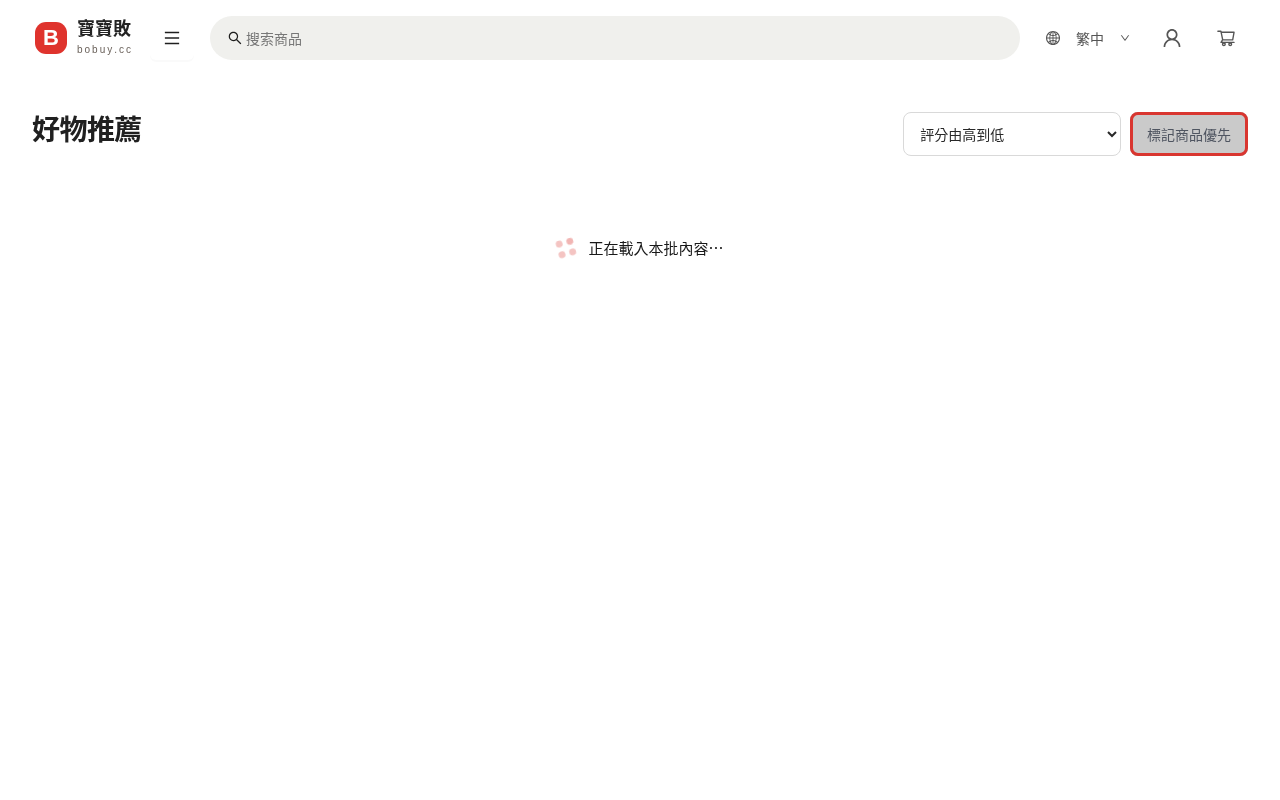 B
寶寶敗
bobuy.cc
搜索商品
繁中
好物推薦
評分由高到低
標記商品優先
正在載入本批內容⋯